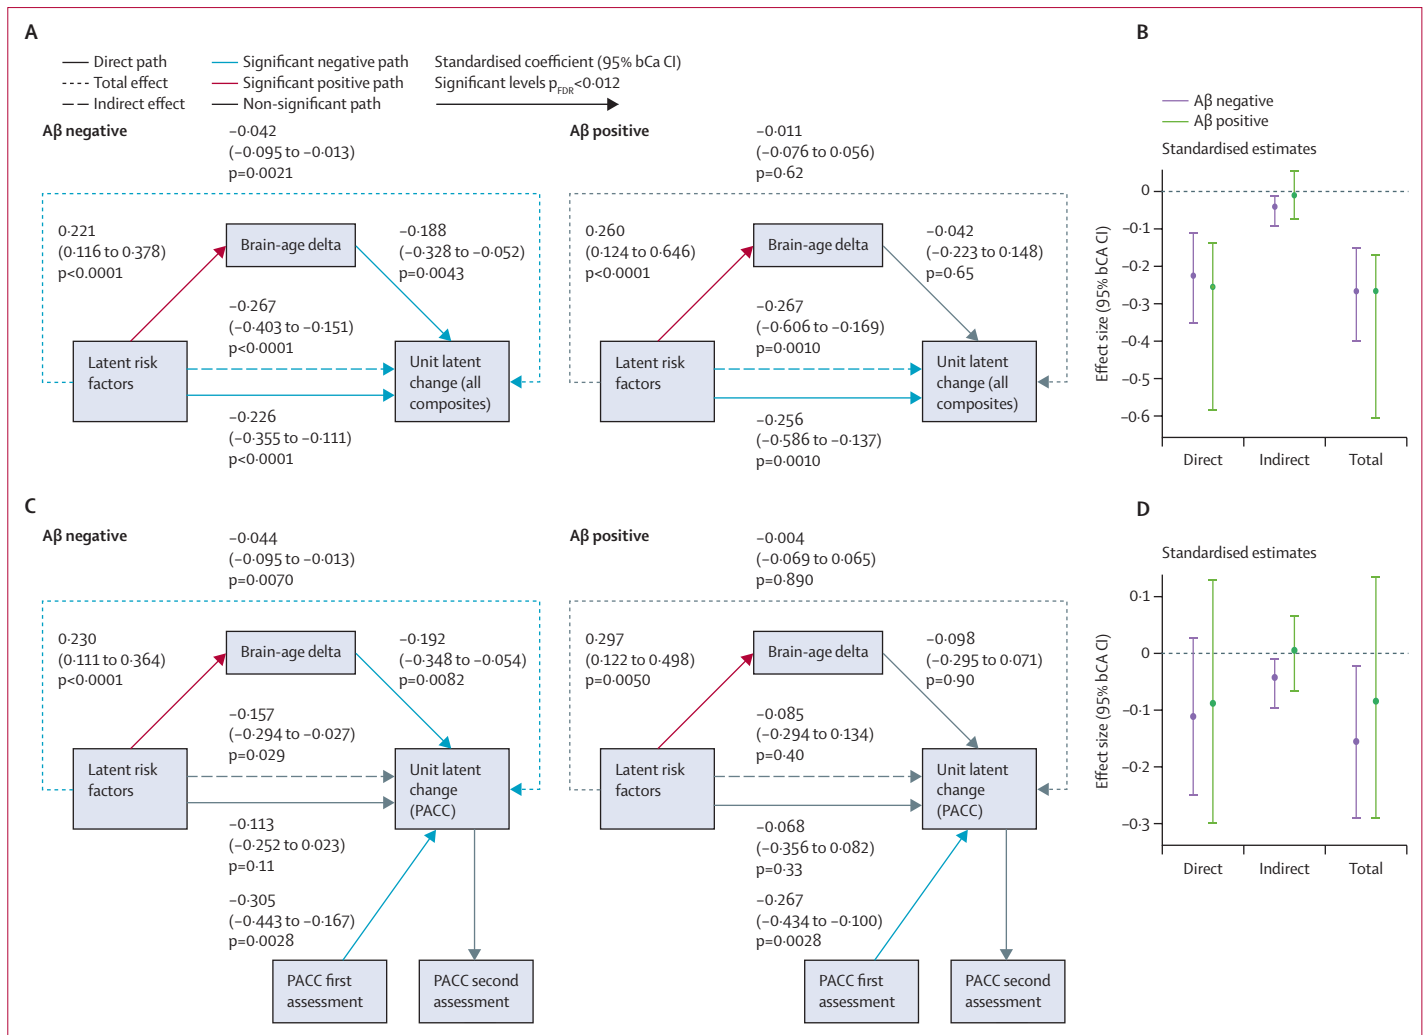 A
Direct path
Total effect
Indirect effect
Significant negative path
Significant positive path
Non-significant path
Standardised coefficient (95% bCa CI)
Significant levels pFDR<0·012
Aβ negative
−0·042
(−0·095 to −0·013)
p=0·0021
0·221
(0·116 to 0·378)
p<0·0001
Brain-age delta
−0·188
(−0·328 to −0·052)
p=0·0043
−0·267
(−0·403 to −0·151)
p<0·0001
Latent risk
factors
Unit latent
change (all
composites)
−0·226
(−0·355 to −0·111)
p<0·0001
Aβ positive
−0·011
(−0·076 to 0·056)
p=0·62
0·260
(0·124 to 0·646)
p<0·0001
Brain-age delta
−0·042
(−0·223 to 0·148)
p=0·65
−0·267
(−0·606 to −0·169)
p=0·0010
Latent risk
factors
Unit latent
change (all
composites)
−0·256
(−0·586 to −0·137)
p=0·0010
B
Aβ negative
Aβ positive
Standardised estimates
Effect size (95% bCA CI)
0
−0·1
−0·2
−0·3
−0·4
−0·5
−0·6
Direct
Indirect
Total
C
Aβ negative
−0·044
(−0·095 to −0·013)
p=0·0070
0·230
(0·111 to 0·364)
p<0·0001
Brain-age delta
−0·192
(−0·348 to −0·054)
p=0·0082
−0·157
(−0·294 to −0·027)
p=0·029
Latent risk
factors
Unit latent
change
(PACC)
−0·113
(−0·252 to 0·023)
p=0·11
−0·305
(−0·443 to −0·167)
p=0·0028
PACC first
assessment
PACC second
assessment
Aβ positive
−0·004
(−0·069 to 0·065)
p=0·890
0·297
(0·122 to 0·498)
p=0·0050
Brain-age delta
−0·098
(−0·295 to 0·071)
p=0·90
−0·085
(−0·294 to 0·134)
p=0·40
Latent risk
factors
Unit latent
change
(PACC)
−0·068
(−0·356 to 0·082)
p=0·33
−0·267
(−0·434 to −0·100)
p=0·0028
PACC first
assessment
PACC second
assessment
D
Standardised estimates
Effect size (95% bCA CI)
0·1
0
−0·1
−0·2
−0·3
Direct
Indirect
Total